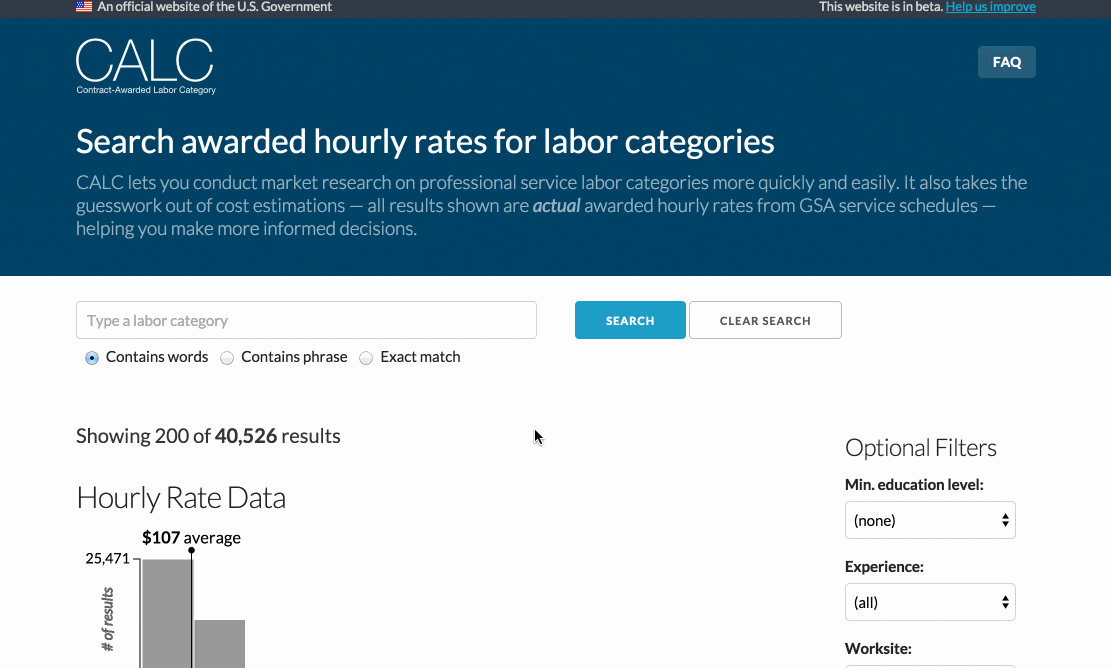 An official website of the U.S. Government
This website is in beta. Help us improve
CALC
Contract-Awarded Labor Category
FAQ
Search awarded hourly rates for labor categories
CALC lets you conduct market research on professional service labor categories more quickly and easily. It also takes the
guesswork out of cost estimations — all results shown are actual awarded hourly rates from GSA service schedules —
helping you make more informed decisions.
Type a labor category
SEARCH
CLEAR SEARCH
Contains words
Contains phrase
Exact match
Showing 200 of 40,526 results
Optional Filters
Min. education level:
(none)
Experience:
(all)
Worksite:
Hourly Rate Data
$107 average
25,471
# of results